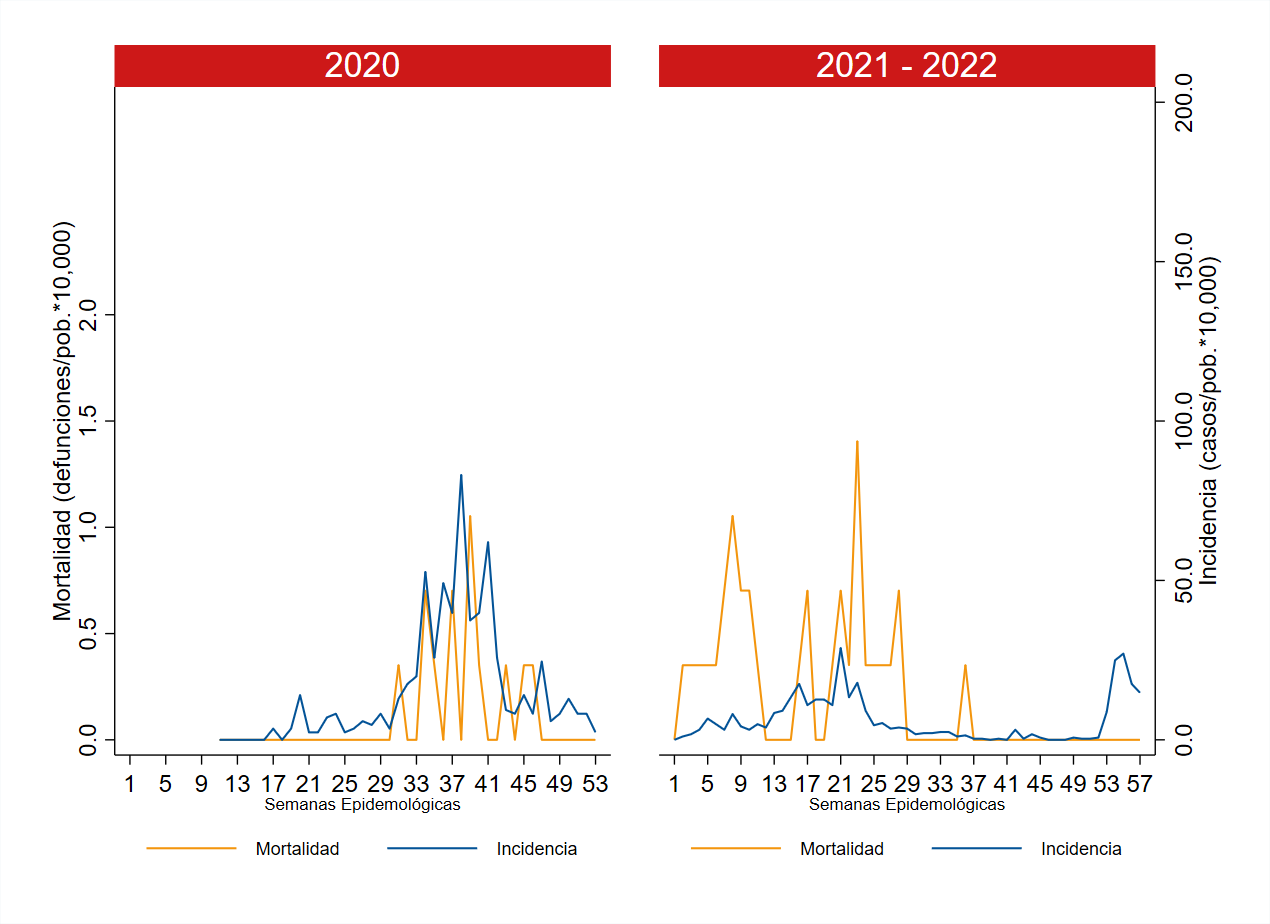 2020
2021 - 2022
Mortalidad (defunciones/pob.*10,000)
2.0
1.5
1.0
0.5
0.0
200.0
150.0
100.0
50.0
0.0
Incidencia (casos/pob.*10,000)
1 5 9 13 17 21 25 29 33 37 41 45 49 53
Semanas Epidemológicas
1 5 9 13 17 21 25 29 33 37 41 45 49 53 57
Semanas Epidemológicas
Mortalidad Incidencia
Mortalidad Incidencia